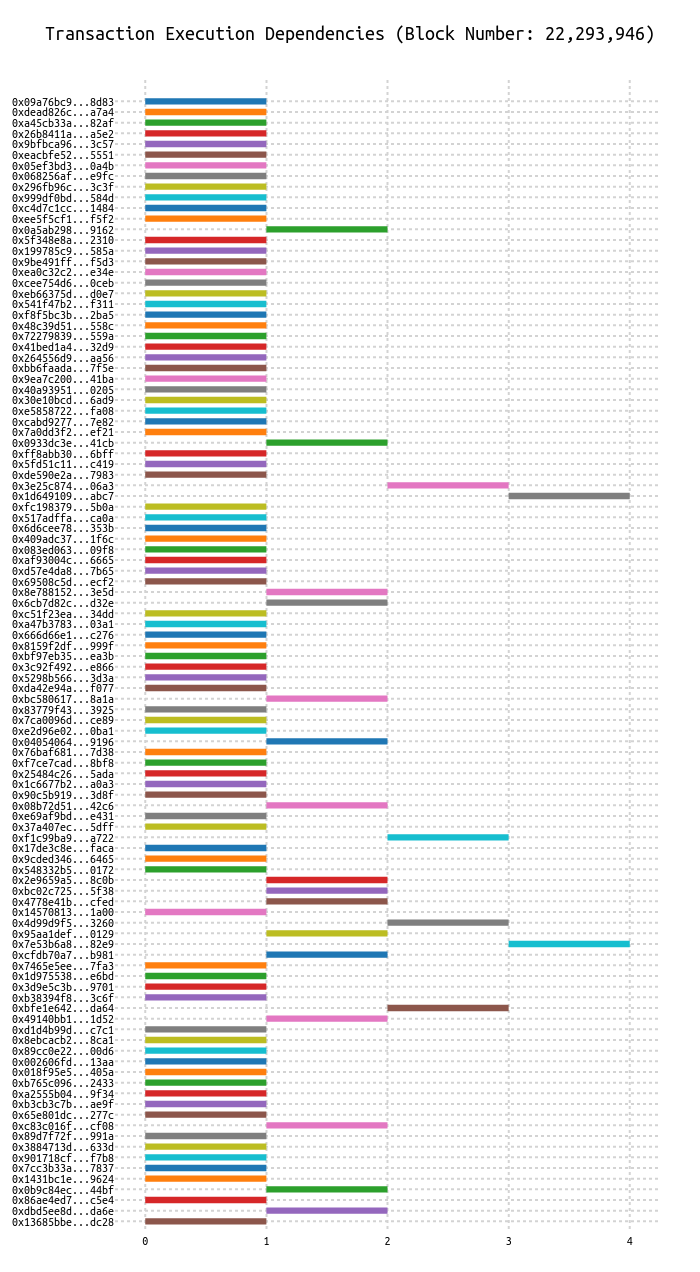 Transaction Execution Dependencies (Block Number: 22,293,946)
0x09a76bc9...8d83
0xdead826c...a7a4
0xa45cb33a...82af
0x26b8411a...a5e2
0x9bfbca96...3c57
0xeacbfe52...5551
0x05ef3bd3...0a4b
0x068256af...e9fc
0x296fb96c...3c3f
0x999df0bd...584d
0xc4d7c1cc...1484
0xee5f5cf1...f5f2
0x0a5ab298...9162
0x5f348e8a...2310
0x199785c9...585a
0x9be491ff...f5d3
0xea0c32c2...e34e
0xcee754d6...0ceb
0xeb66375d...d0e7
0x541f47b2...f311
0xf8f5bc3b...2ba5
0x48c39d51...558c
0x72279839...559a
0x41bed1a4...32d9
0x264556d9...aa56
0xbb6faada...7f5e
0x9ea7c200...41ba
0x40a93951...0205
0x30e10bcd...6ad9
0xe5858722...fa08
0xcabd9277...7e82
0x7a0dd3f2...ef21
0x0933dc3e...41cb
0xff8abb30...6bff
0x5fd51c11...c419
0xde590e2a...7983
0x3e25c874...06a3
0x1d649109...abc7
0xfc198379...5b0a
0x517adffa...ca0a
0x6d6cee78...353b
0x409adc37...1f6c
0x083ed063...09f8
0xaf93004c...6665
0xd57e4da8...7b65
0x69508c5d...ecf2
0x8e788152...3e5d
0x6cb7d82c...d32e
0xc51f23ea...34dd
0xa47b3783...03a1
0x666d66e1...c276
0x8159f2df...999f
0xbf97eb35...ea3b
0x3c92f492...e866
0x5298b566...3d3a
0xda42e94a...f077
0xbc580617...8a1a
0x83779f43...3925
0x7ca0096d...ce89
0xe2d96e02...0ba1
0x04054064...9196
0x76baf681...7d38
0xf7ce7cad...8bf8
0x25484c26...5ada
0x1c6677b2...a0a3
0x90c5b919...3d8f
0x08b72d51...42c6
0xe69af9bd...e431
0x37a407ec...5dff
0xf1c99ba9...a722
0x17de3c8e...faca
0x9cded346...6465
0x548332b5...0172
0x2e9659a5...8c0b
0xbc02c725...5f38
0x4778e41b...cfed
0x14570813...1a00
0x4d99d9f5...3260
0x95aa1def...0129
0x7e53b6a8...82e9
0xcfdb70a7...b981
0x7465e5ee...7fa3
0x1d975538...e6bd
0x3d9e5c3b...9701
0xb38394f8...3c6f
0xbfe1e642...da64
0x49140bb1...1d52
0xd1d4b99d...c7c1
0x8ebcacb2...8ca1
0x89cc0e22...00d6
0x002606fd...13aa
0x018f95e5...405a
0xb765c096...2433
0xa2555b04...9f34
0xb3cb3c7b...ae9f
0x65e801dc...277c
0xc83c016f...cf08
0x89d7f72f...991a
0x3884713d...633d
0x901718cf...f7b8
0x7cc3b33a...7837
0x1431bc1e...9624
0x0b9c84ec...44bf
0x86ae4ed7...c5e4
0xdbd5ee8d...da6e
0x13685bbe...dc28
0 1 2 3 4